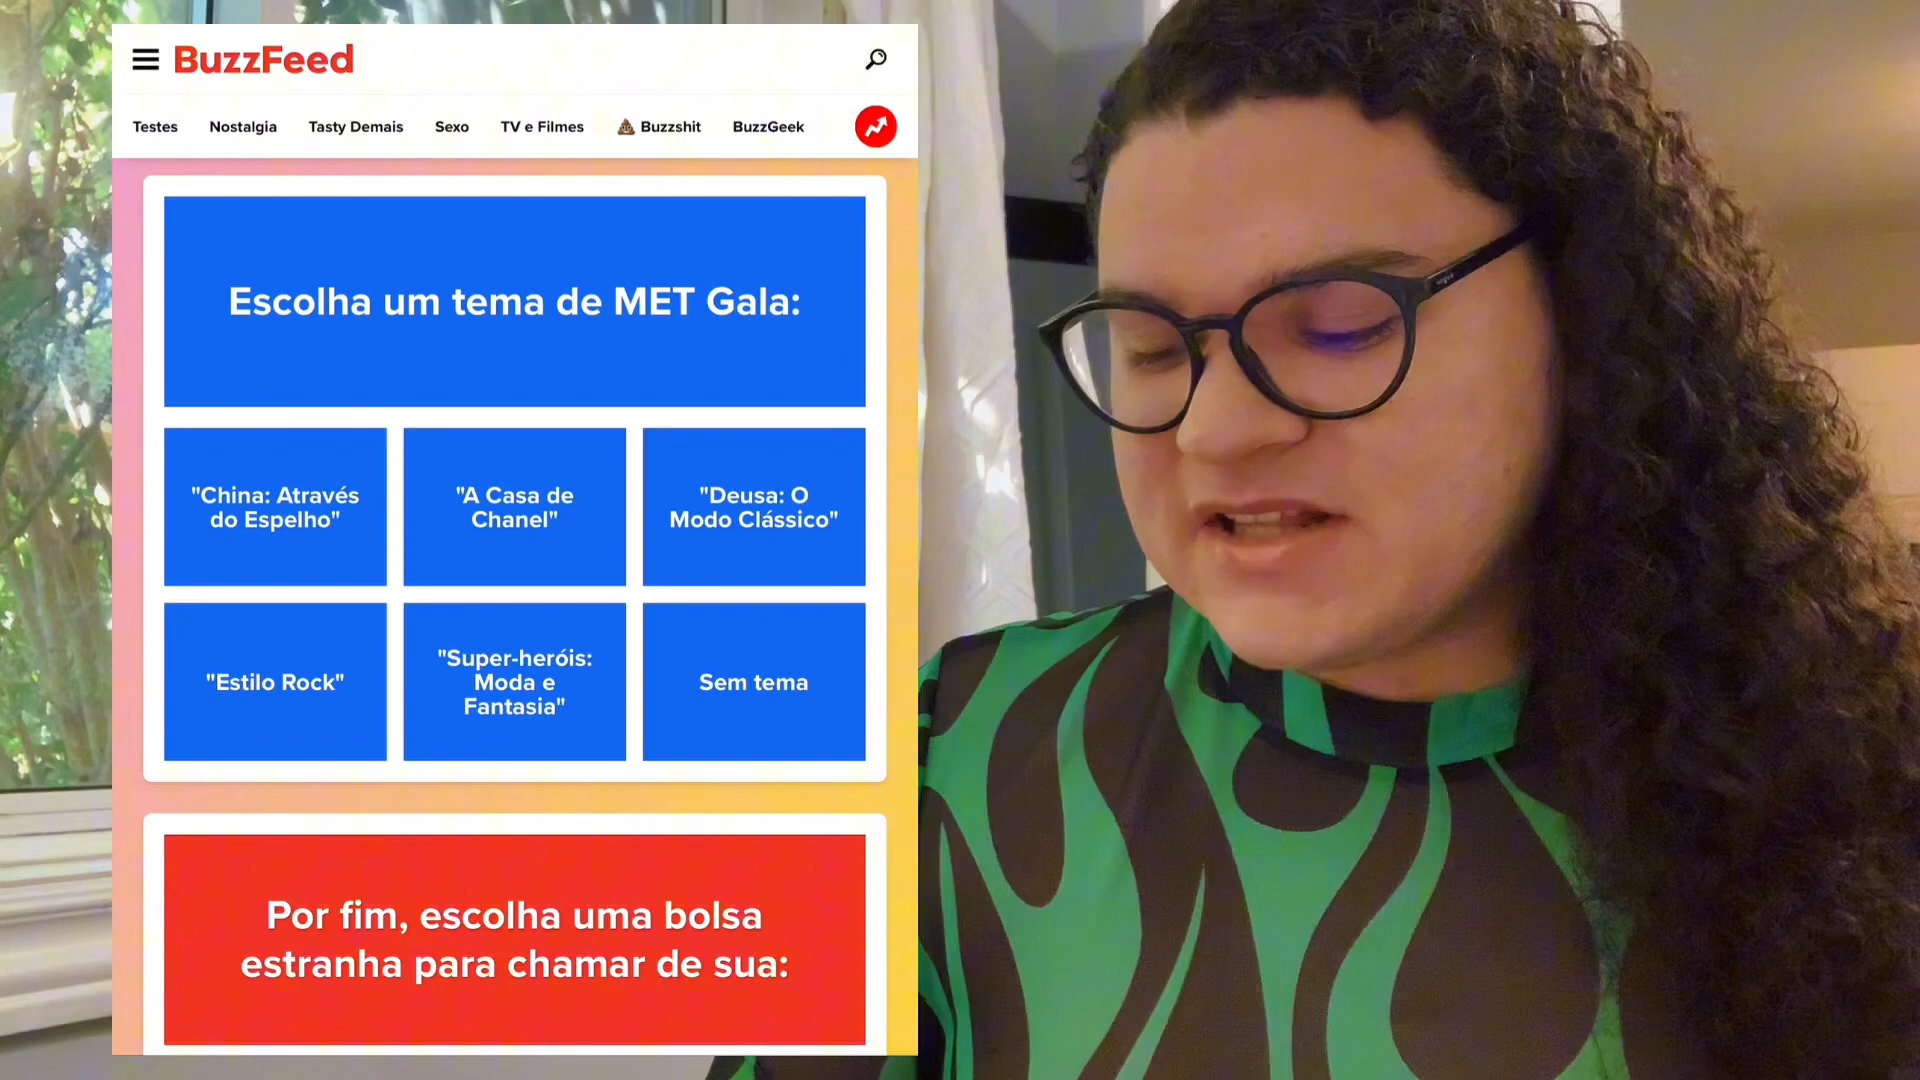 BuzzFeed
Testes Nostalgia Tasty Demais Sexo TV e Filmes 💩 Buzzshit BuzzGeek
Escolha um tema de MET Gala:
"China: Através
do Espelho"
"A Casa de
Chanel"
"Deusa: O
Modo Clássico"
"Estilo Rock"
"Super-heróis:
Moda e
Fantasia"
Sem tema
Por fim, escolha uma bolsa
estranha para chamar de sua: